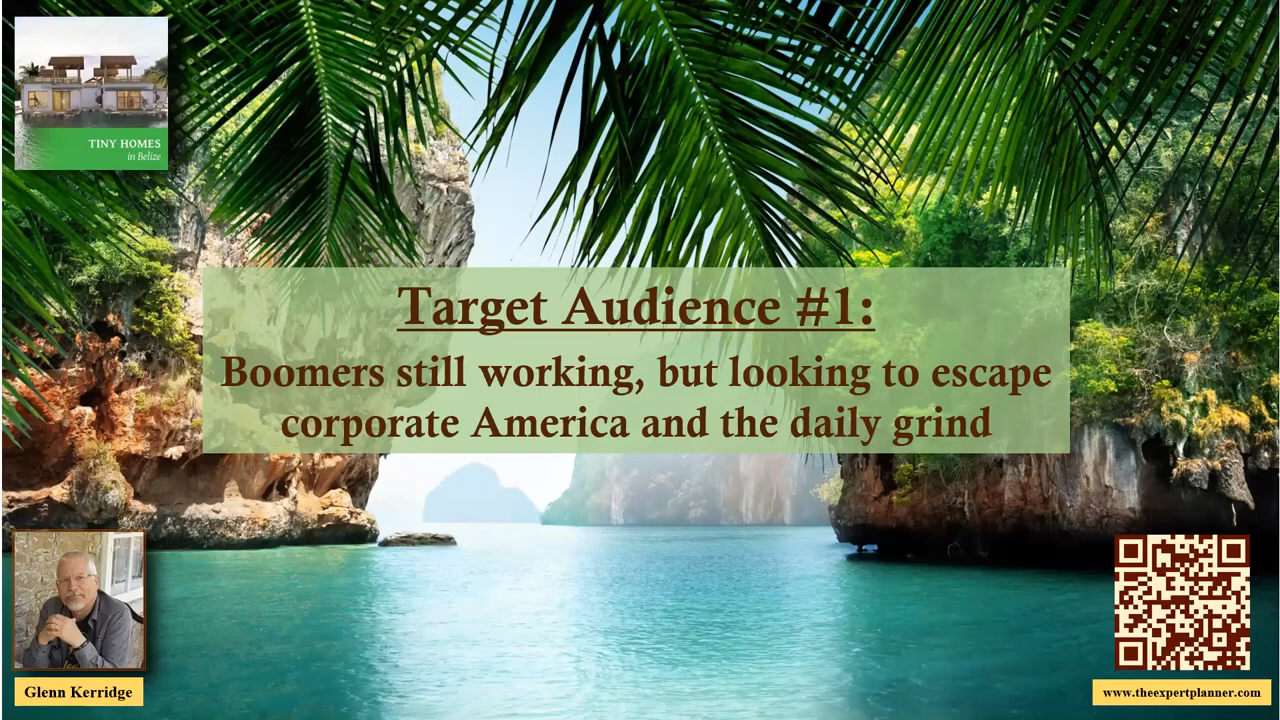 TINY HOMES
in Belize
Target Audience #1:
Boomers still working, but looking to escape
corporate America and the daily grind
Glenn Kerridge
www.theexpertplanner.com